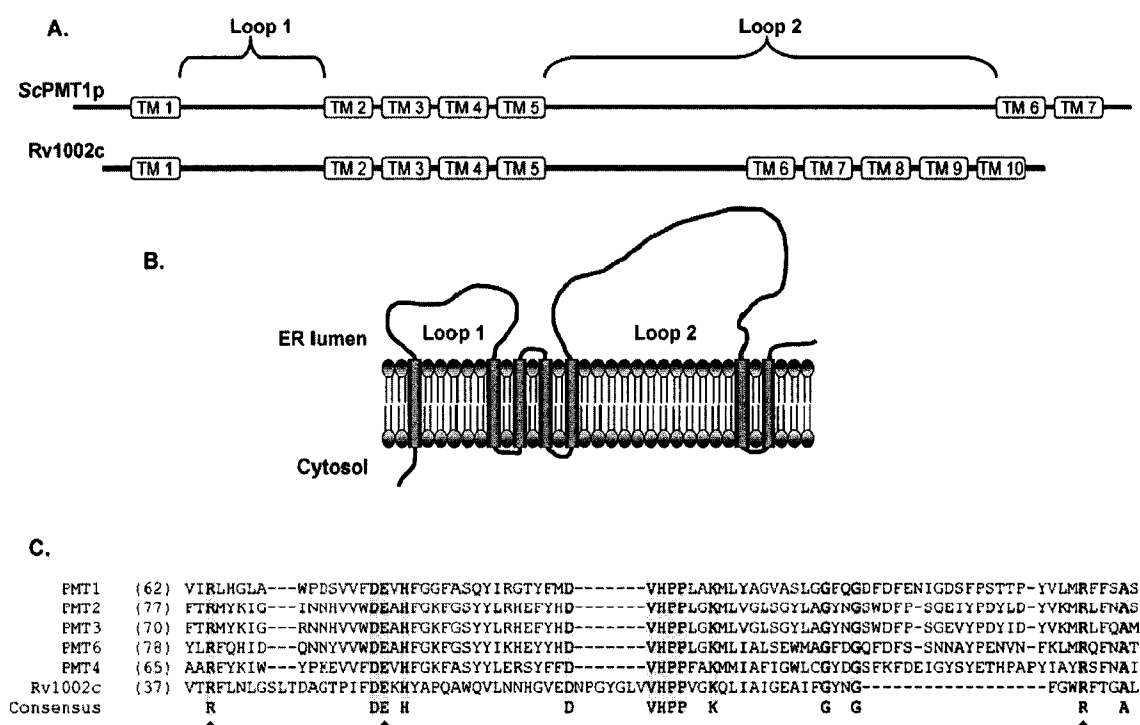 A.
Loop 1
Loop 2
ScPMT1p
TM 1
TM 2
TM 3
TM 4
TM 5
TM 6
TM 7
Rv1002c
TM 1
TM 2
TM 3
TM 4
TM 5
TM 6
TM 7
TM 8
TM 9
TM 10
B.
ER lumen
Loop 1
Loop 2
Cytosol
C.
PMT1 (62) VIRLHGLA---WPDSVVFDEVHFGGFASQYIRGTYFMD-------VHPPLAKMLYAGVASLGGFQGDFDFENIGDSFPSTTP-YVLMRFFSAS
PMT2 (77) FTRMYKIG---INNHVVWDEAHFGKFGSYYLRHEFYHD-------VHPPLGKMLVGLSGYLAGYNGSWDFP-SGEIYPDYLD-YVKMRLFNAS
PMT3 (70) FTRMYKIG---RNNHVVWDEAHFGKFGSYYLRHEFYHD-------VHPPLGKMLVGLSGYLAGYNGSWDFP-SGEVYPDYID-YVKMRLFQAM
PMT6 (78) YLRFQHID---QNNYVVWDEAHFGKFGSYYLRHEFYHD-------VHPPLGKMLIALSEWMAGFDGQFDFS-SNNAYPENVN-FKLMRQFNAT
PMT4 (65) AARFYKIW---YPKEVVFDEVHFGKFASYYLERSYFFD-------VHPPFAKMMIAFIGWLCGYDGSFKFDEIGYSYETHPAPYIAYRSFNAI
Rv1002c (37) VTRFLNLGSLTDAGTPIFDEKHYAPQAWQVLNNHGVEDNPGYGLVVHPPVGKQLIAIGEAIFGYNG----------------FGWRFTGAL
Consensus R DE H D VHPP K G G R A